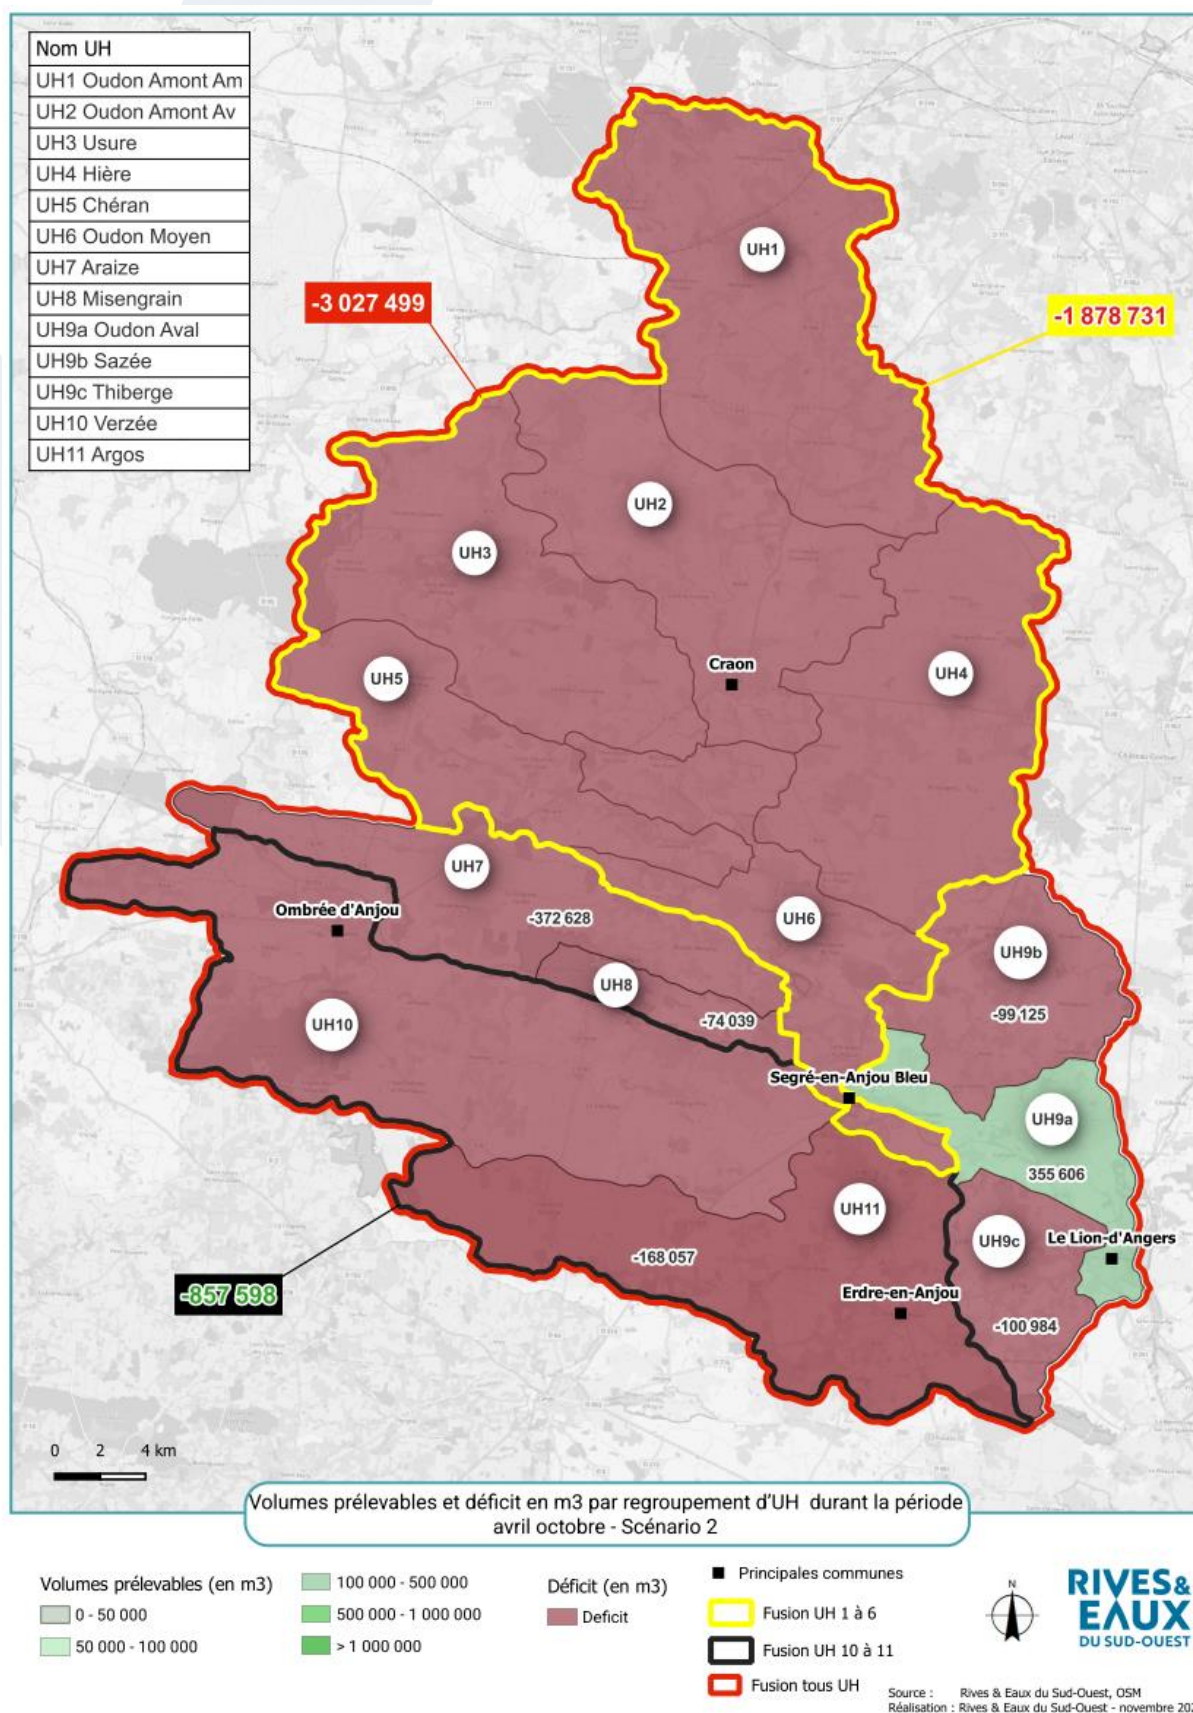 Nom UH
UH1 Oudon Amont Am
UH2 Oudon Amont Av
UH3 Usure
UH4 Hière
UH5 Chéran
UH6 Oudon Moyen
UH7 Araize
UH8 Misengrain
UH9a Oudon Aval
UH9b Sazée
UH9c Thiberge
UH10 Verzée
UH11 Argos
UH1
-3 027 499
-1 878 731
UH2
UH3
Craon
UH4
UH5
UH7
Ombrée d'Anjou
-372 628
UH6
UH9b
UH8
-99 125
-74 039
UH10
Segré-en-Anjou Bleu
UH9a
355 606
UH11
UH9c
Le Lion-d'Angers
-168 057
-857 598
Erdre-en-Anjou
-100 984
0 2 4 km
Volumes prélevables et déficit en m3 par regroupement d'UH durant la période
avril octobre - Scénario 2
Volumes prélevables (en m3)
0 - 50 000
50 000 - 100 000
100 000 - 500 000
500 000 - 1 000 000
> 1 000 000
Déficit (en m3)
Deficit
Principales communes
Fusion UH 1 à 6
Fusion UH 10 à 11
Fusion tous UH
N
RIVES&
EAUX
DU SUD-OUEST
Source : Rives & Eaux du Sud-Ouest, OSM
Réalisation : Rives & Eaux du Sud-Ouest - novembre 202